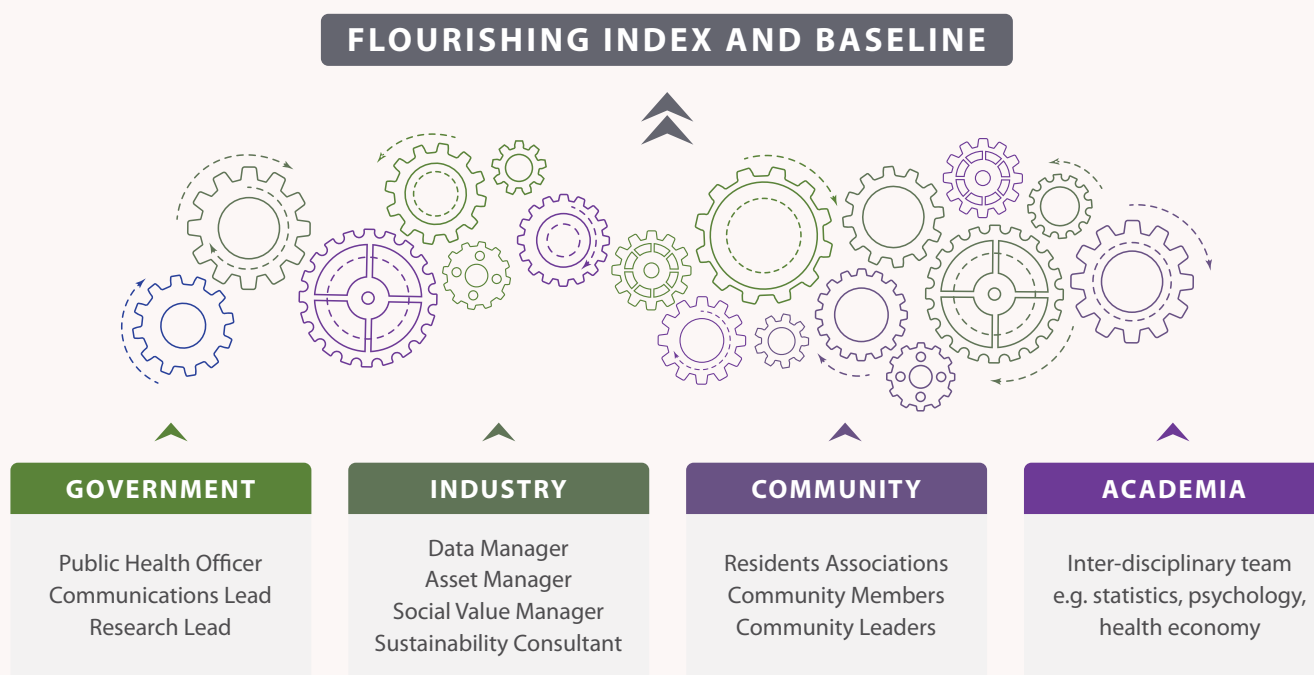 FLOURISHING INDEX AND BASELINE
GOVERNMENT
Public Health Officer
Communications Lead
Research Lead
INDUSTRY
Data Manager
Asset Manager
Social Value Manager
Sustainability Consultant
COMMUNITY
Residents Associations
Community Members
Community Leaders
ACADEMIA
Inter-disciplinary team
e.g. statistics, psychology,
health economy